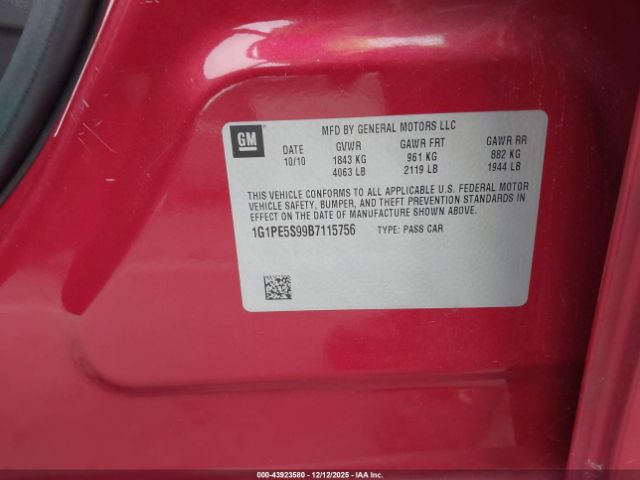 GM
MFD BY GENERAL MOTORS LLC
DATE GVWR GAWR FRT GAWR RR
10/10 1843 KG 961 KG 882 KG
4063 LB 2119 LB 1944 LB
THIS VEHICLE CONFORMS TO ALL APPLICABLE U.S. FEDERAL MOTOR
VEHICLE SAFETY, BUMPER, AND THEFT PREVENTION STANDARDS IN
EFFECT ON THE DATE OF MANUFACTURE SHOWN ABOVE.
1G1PE5S99B7115756 TYPE: PASS CAR
000-43923580 - 12/12/2025 - IAA Inc.